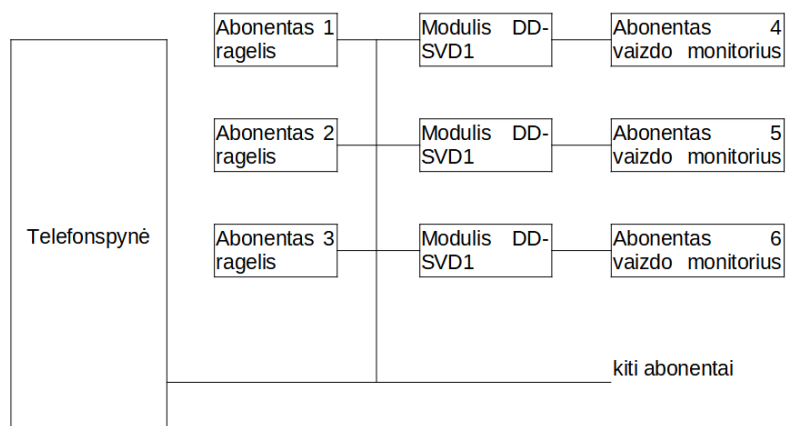 Abonentas 1
ragelis
Modulis DD-
SVD1
Abonentas 4
vaizdo monitorius
Abonentas 2
ragelis
Modulis DD-
SVD1
Abonentas 5
vaizdo monitorius
Telefonspynė
Abonentas 3
ragelis
Modulis DD-
SVD1
Abonentas 6
vaizdo monitorius
kiti abonentai